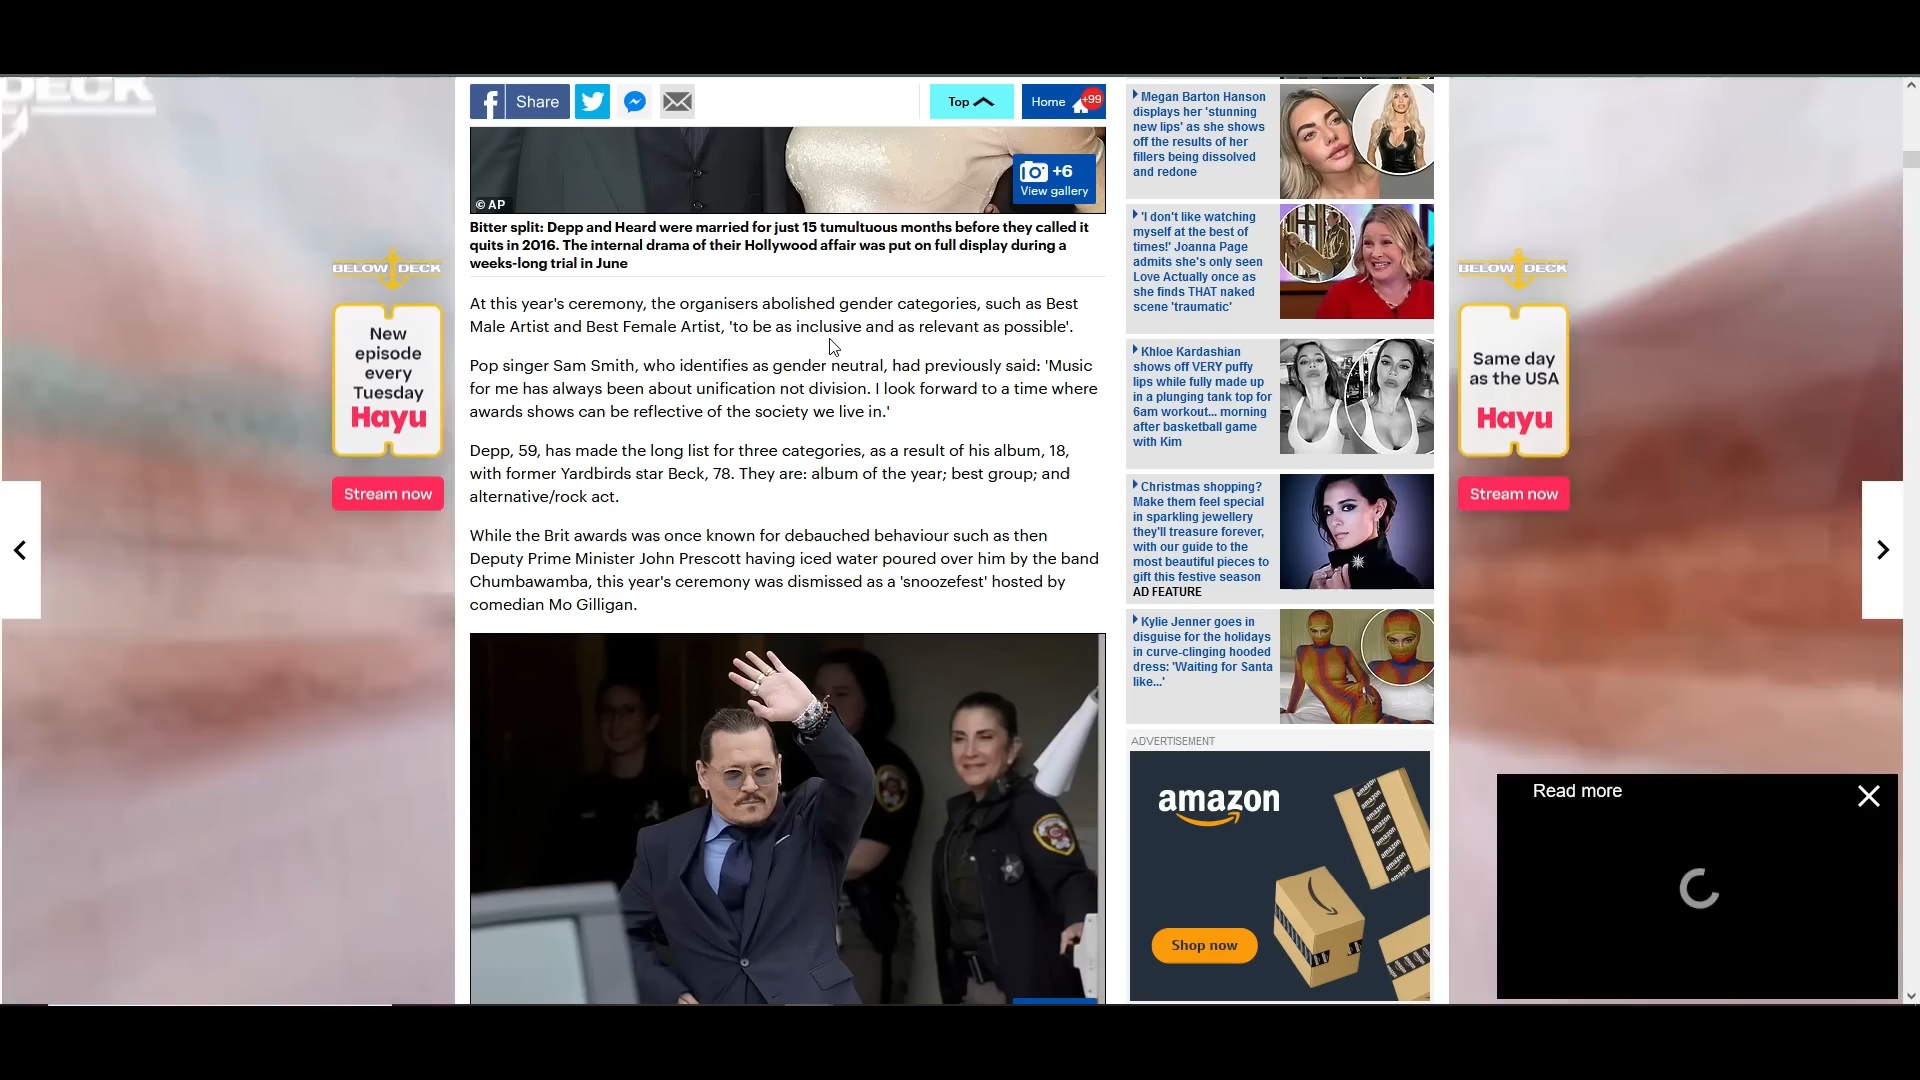 DECK
Share
Top
Home
+99
+6
View gallery
© AP
Bitter split: Depp and Heard were married for just 15 tumultuous months before they called it
quits in 2016. The internal drama of their Hollywood affair was put on full display during a
weeks-long trial in June
At this year's ceremony, the organisers abolished gender categories, such as Best
Male Artist and Best Female Artist, 'to be as inclusive and as relevant as possible'.
Pop singer Sam Smith, who identifies as gender neutral, had previously said: 'Music
for me has always been about unification not division. I look forward to a time where
awards shows can be reflective of the society we live in.'
Depp, 59, has made the long list for three categories, as a result of his album, 18,
with former Yardbirds star Beck, 78. They are: album of the year; best group; and
alternative/rock act.
While the Brit awards was once known for debauched behaviour such as then
Deputy Prime Minister John Prescott having iced water poured over him by the band
Chumbawamba, this year's ceremony was dismissed as a 'snoozefest' hosted by
comedian Mo Gilligan.
BELOW DECK
New
episode
every
Tuesday
Hayu
Stream now
Megan Barton Hanson
displays her 'stunning
new lips' as she shows
off the results of her
fillers being dissolved
and redone
'I don't like watching
myself at the best of
times!' Joanna Page
admits she's only seen
Love Actually once as
she finds THAT naked
scene 'traumatic'
Khloe Kardashian
shows off VERY puffy
lips while fully made up
in a plunging tank top for
6am workout... morning
after basketball game
with Kim
Christmas shopping?
Make them feel special
in sparkling jewellery
they'll treasure forever,
with our guide to the
most beautiful pieces to
gift this festive season
AD FEATURE
Kylie Jenner goes in
disguise for the holidays
in curve-clinging hooded
dress: 'Waiting for Santa
like...'
ADVERTISEMENT
amazon
Shop now
BELOW DECK
Same day
as the USA
Hayu
Stream now
Read more